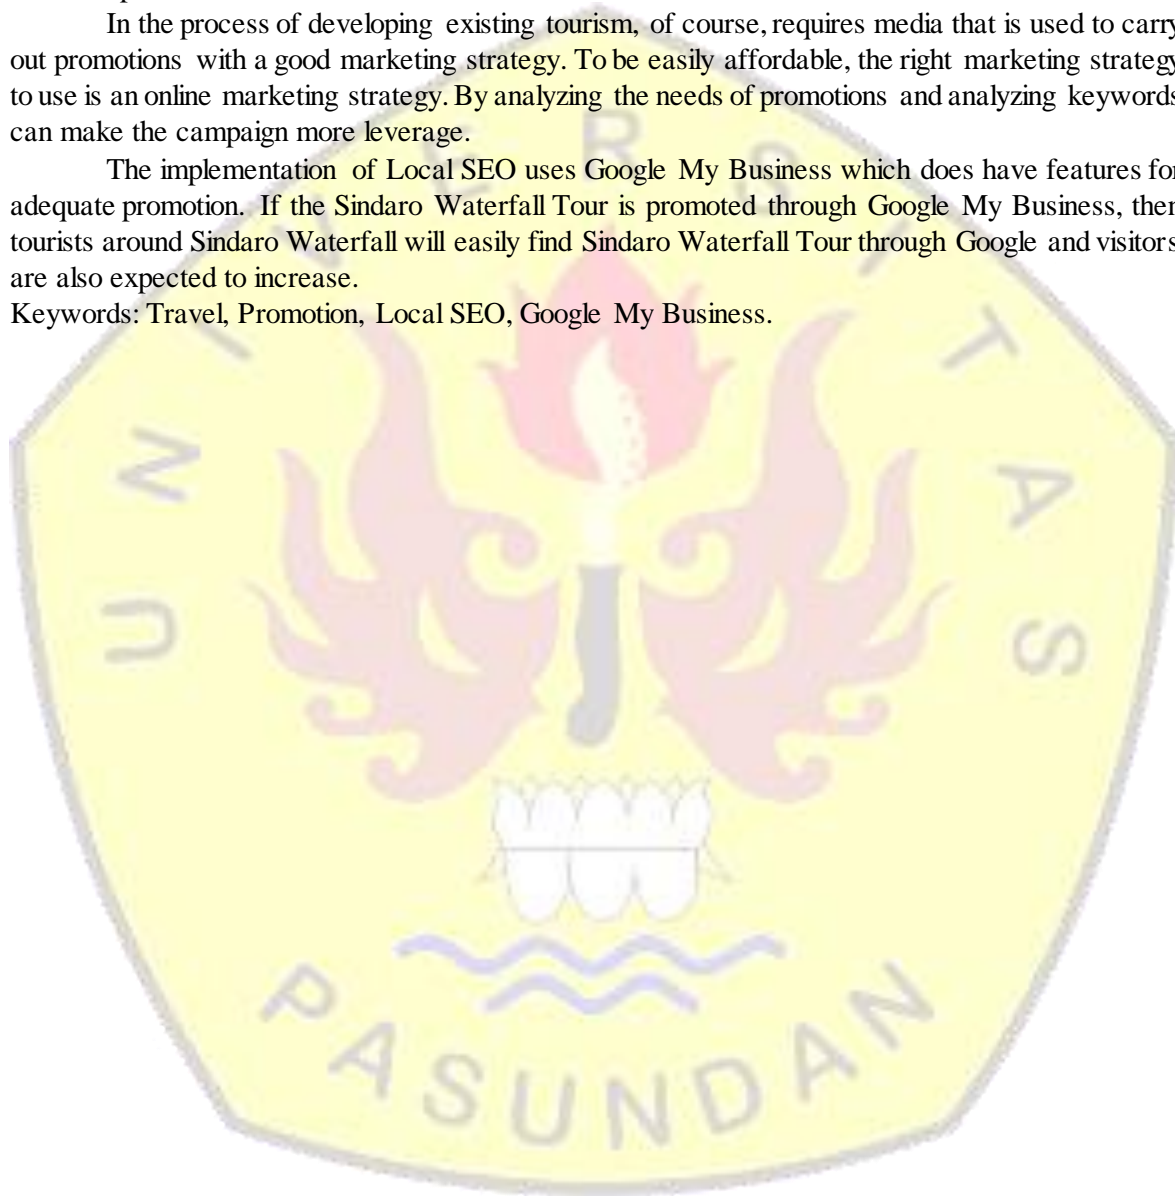 In the process of developing existing tourism, of course, requires media that is used to carry
out promotions with a good marketing strategy. To be easily affordable, the right marketing strategy
to use is an online marketing strategy. By analyzing the needs of promotions and analyzing keywords
can make the campaign more leverage.
The implementation of Local SEO uses Google My Business which does have features for
adequate promotion. If the Sindaro Waterfall Tour is promoted through Google My Business, then
tourists around Sindaro Waterfall will easily find Sindaro Waterfall Tour through Google and visitors
are also expected to increase.
Keywords: Travel, Promotion, Local SEO, Google My Business.
UNIVERSITAS
PASUNDAN